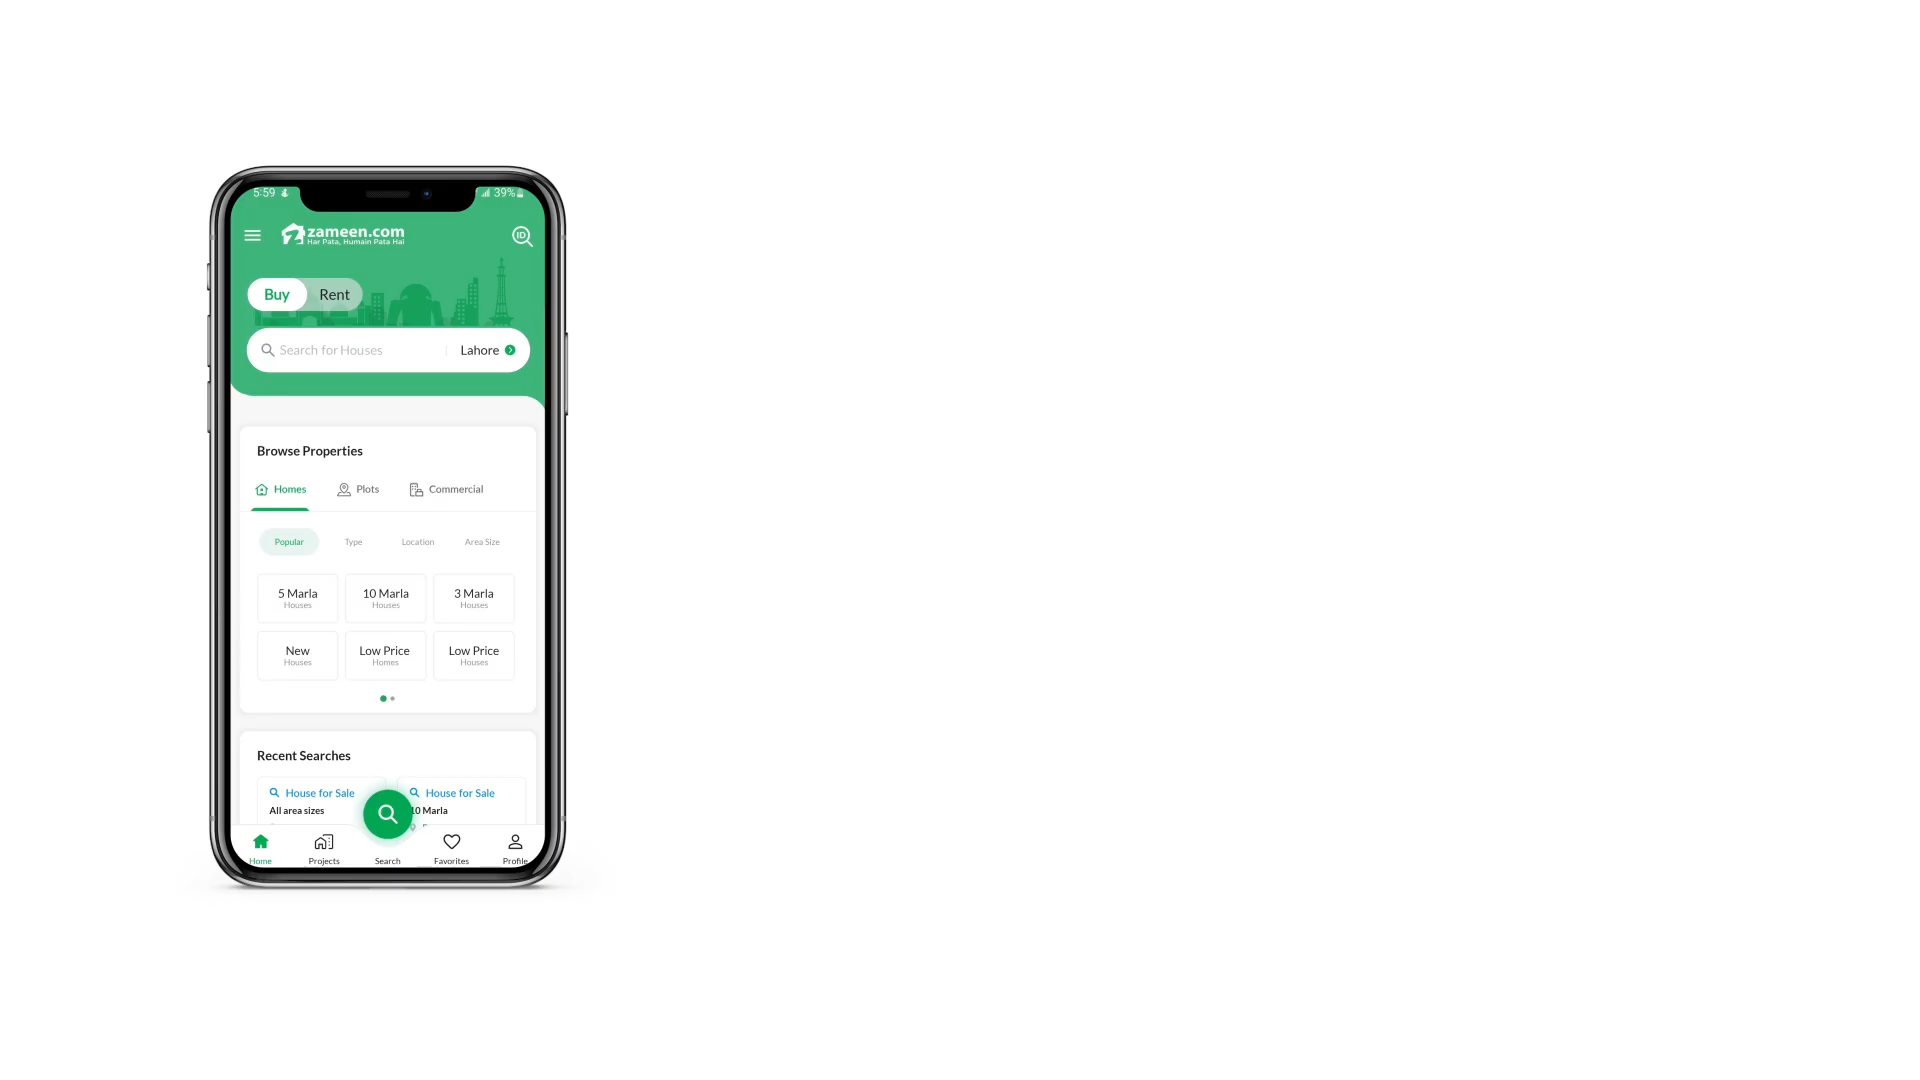 5:59 39%
zameen.com
Har Pata, Humain Pata Hai
ID
Buy Rent
Search for Houses Lahore
Browse Properties
Homes Plots Commercial
Popular Type Location Area Size
5 Marla 10 Marla 3 Marla
Houses Houses Houses
New Low Price Low Price
Houses Homes Houses
Recent Searches
House for Sale House for Sale
All area sizes 10 Marla
Home Projects Search Favorites Profile